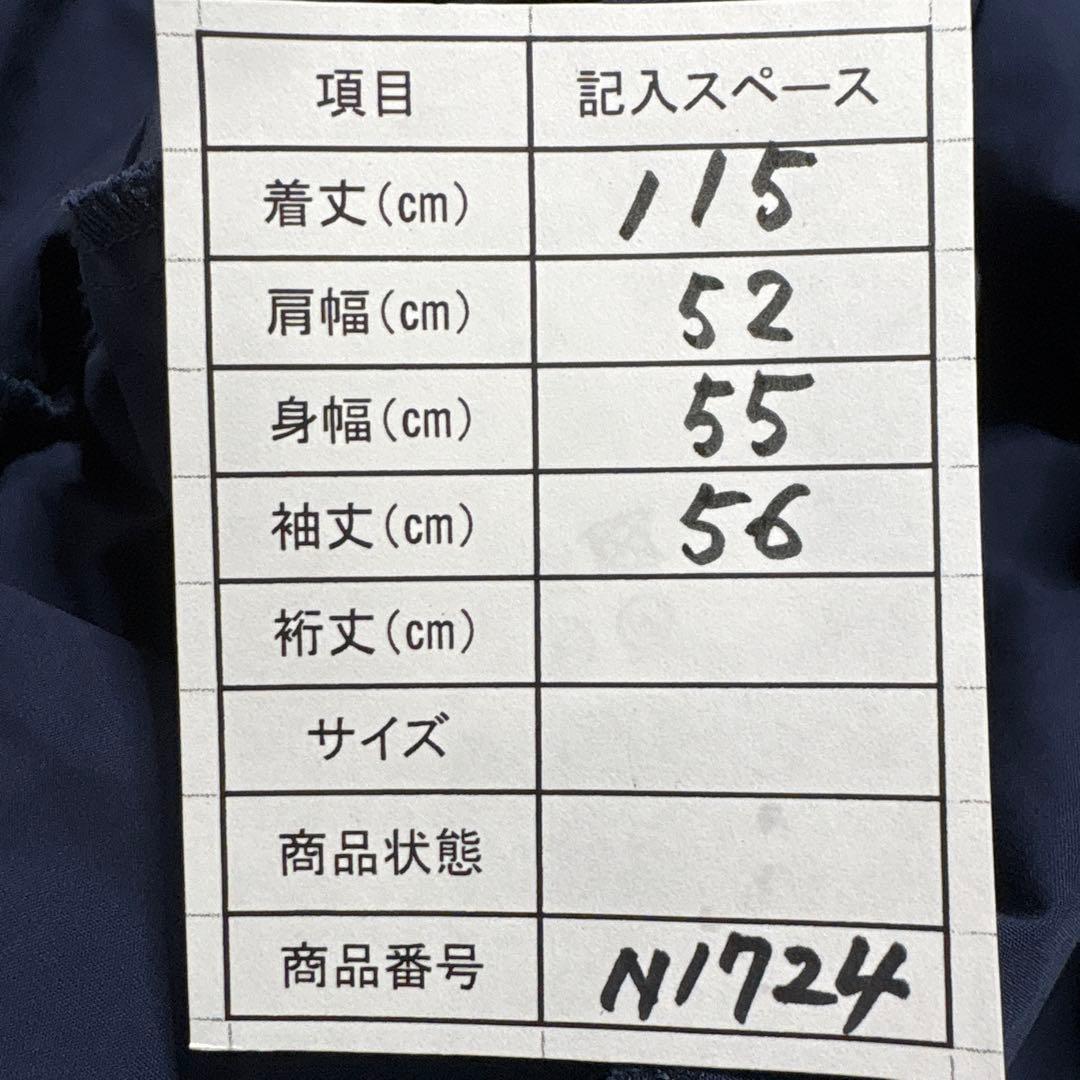 項目 記入スペース
着丈(cm) 115
肩幅(cm) 52
身幅(cm) 55
袖丈(cm) 56
裄丈(cm)
サイズ
商品状態
商品番号 N1724